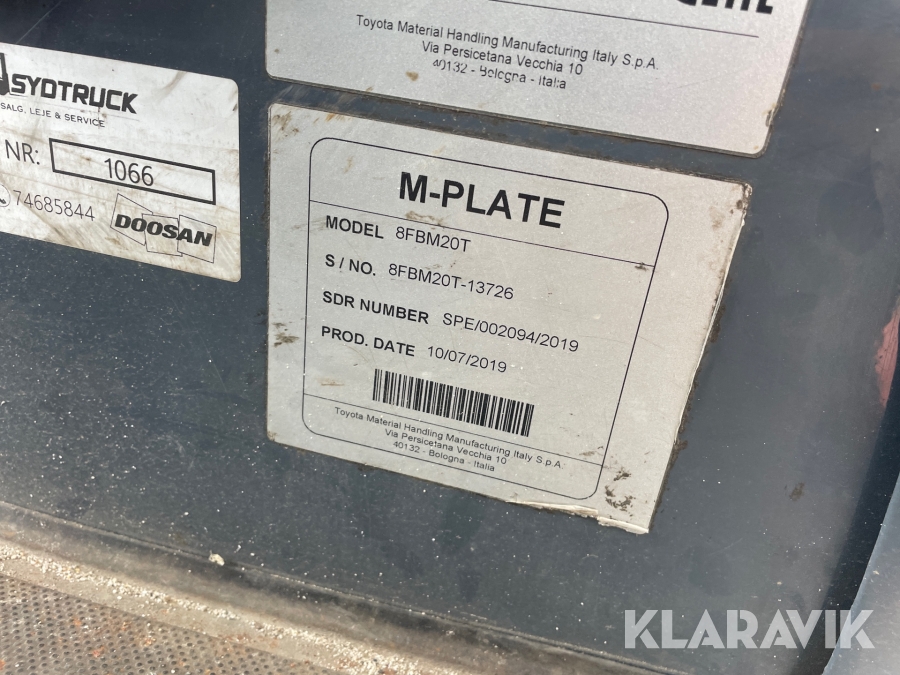 Toyota Material Handling Manufacturing Italy S.p.A.
Via Persicetana Vecchia 10
40132 - Bologna - Italia
SYDTRUCK
SALG, LEJE & SERVICE
NR: 1066
74685844
DOOSAN
M-PLATE
MODEL 8FBM20T
S / NO. 8FBM20T-13726
SDR NUMBER SPE/002094/2019
PROD. DATE 10/07/2019
Toyota Material Handling Manufacturing Italy S.p.A.
Via Persicetana Vecchia 10
40132 - Bologna - Italia
KLARAVIK